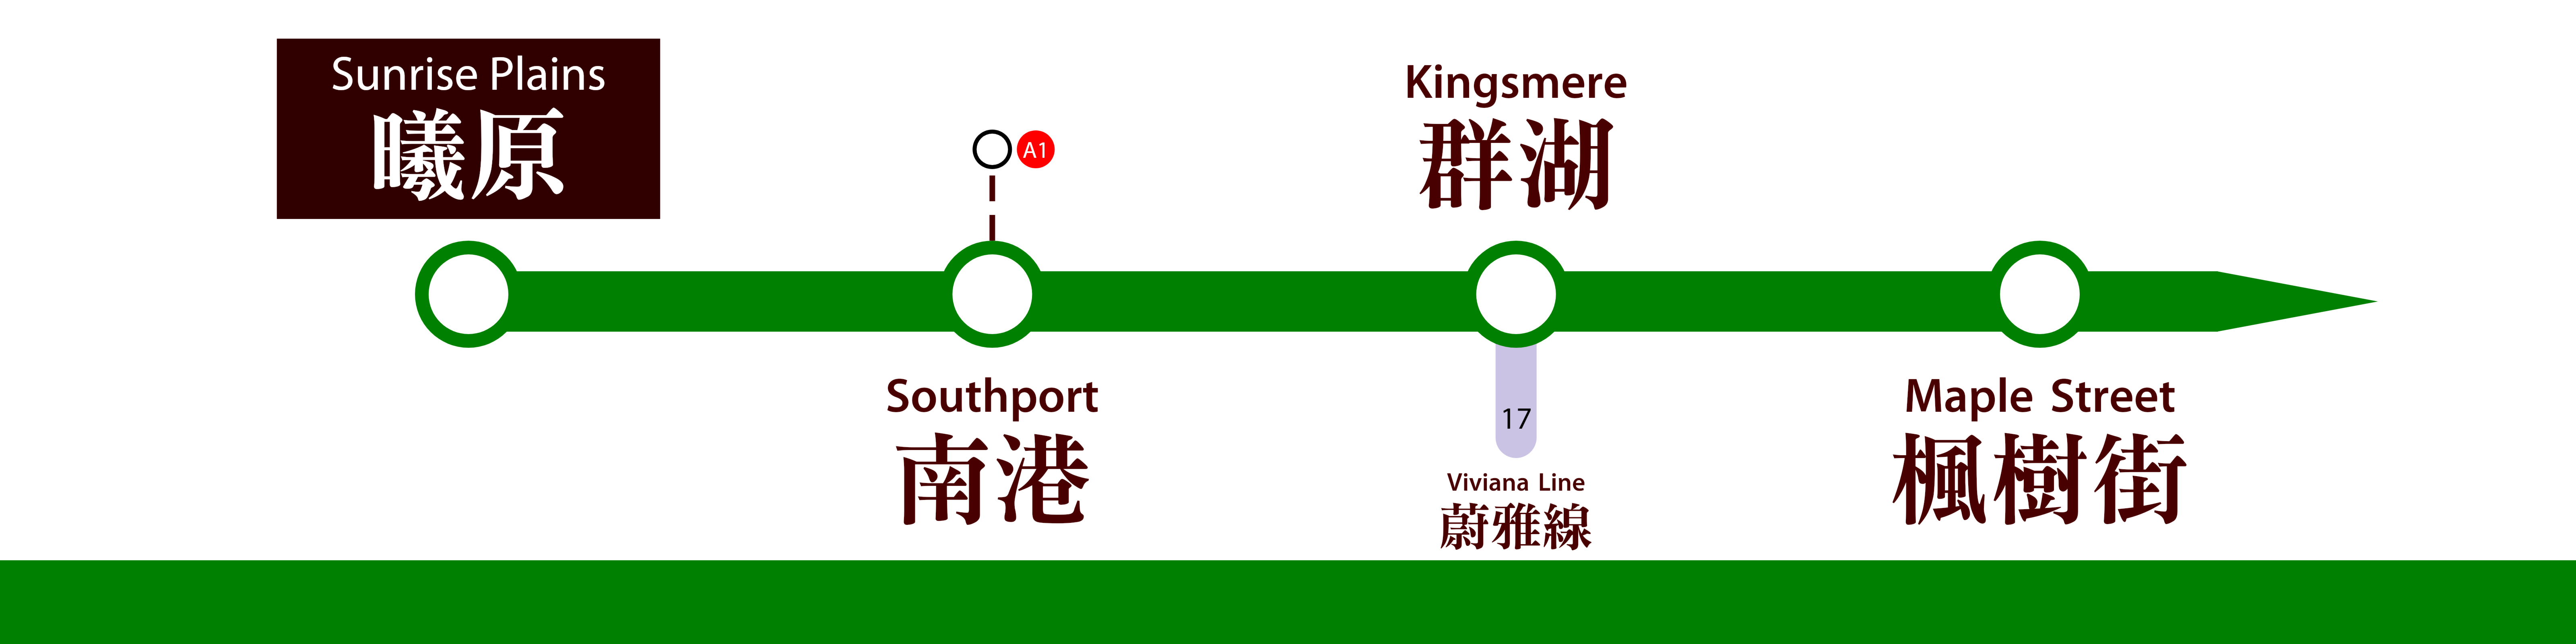 Sunrise Plains
曦原
A1
Southport
南港
Kingsmere
群湖
17
Viviana Line
蔚雅線
Maple Street
楓樹街